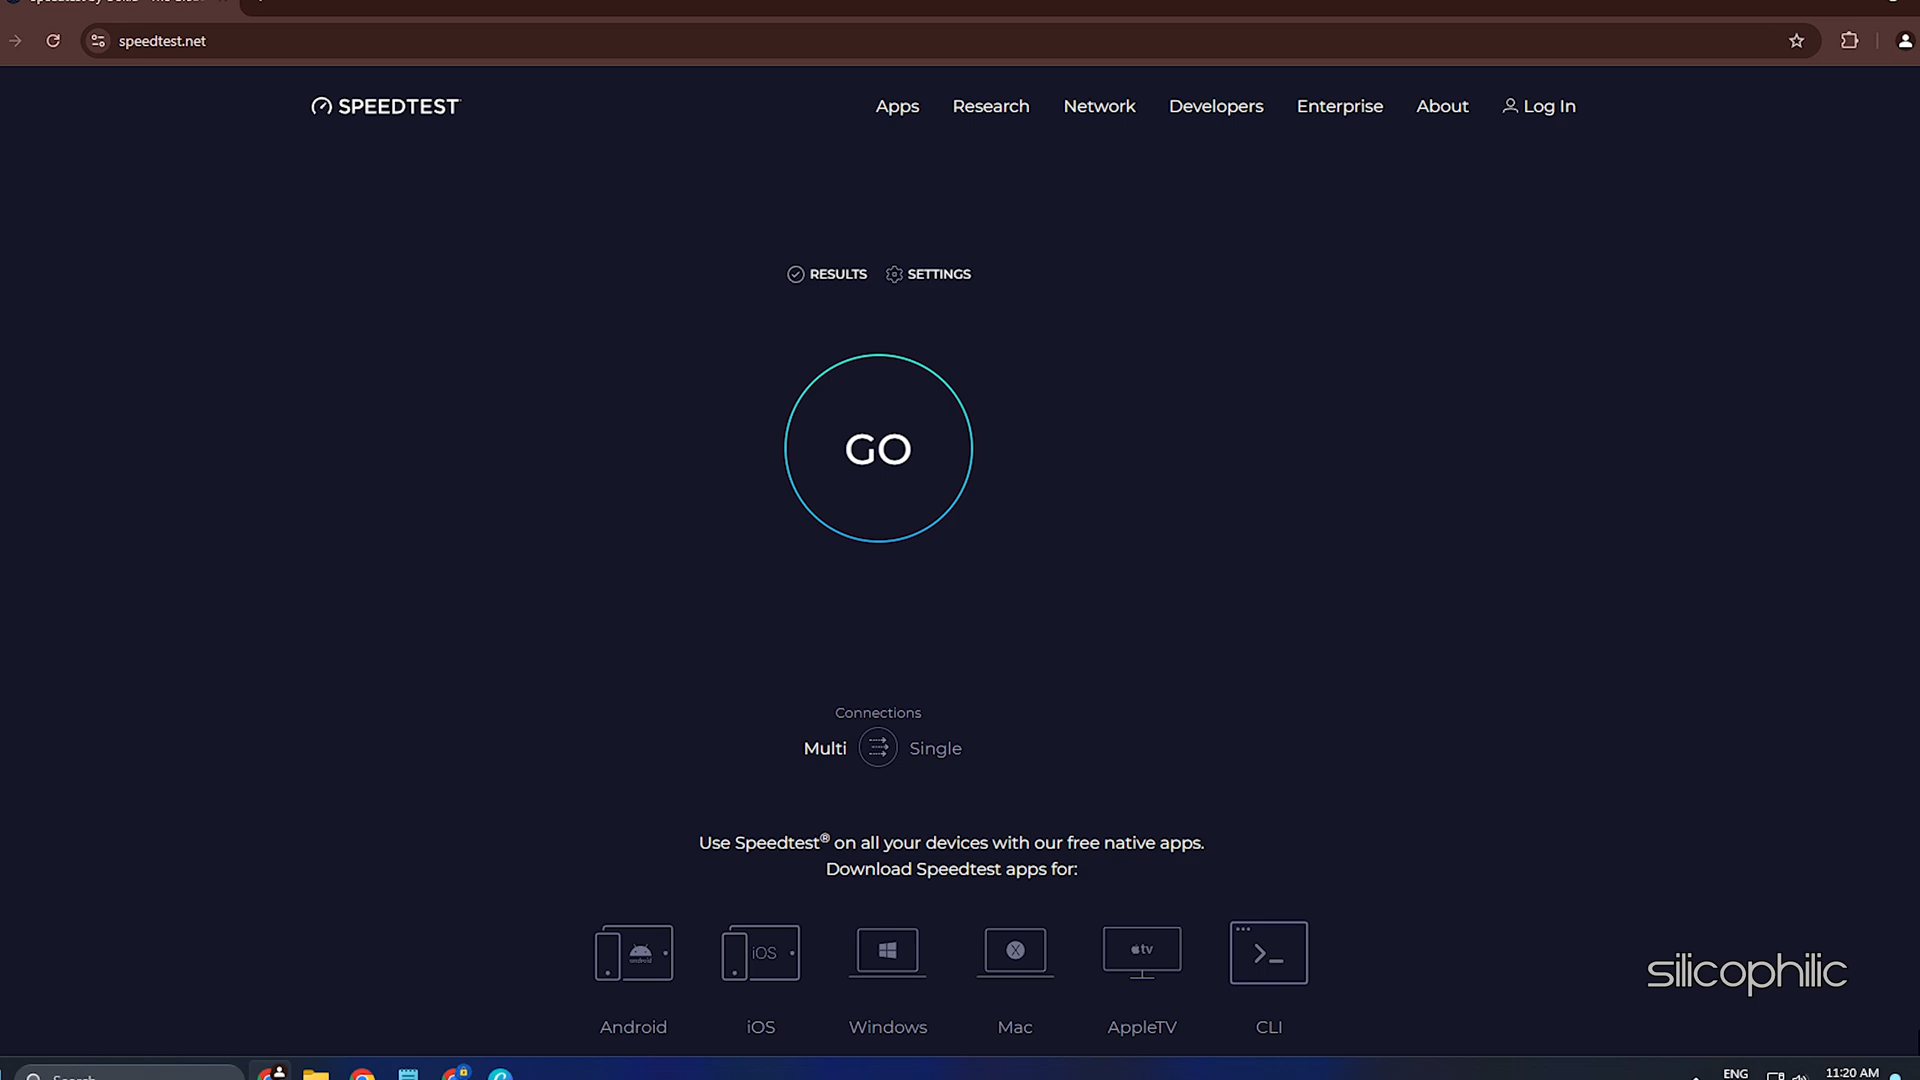 speedtest.net
SPEEDTEST
Apps Research Network Developers Enterprise About Log In
RESULTS SETTINGS
GO
Connections
Multi Single
Use Speedtest® on all your devices with our free native apps.
Download Speedtest apps for:
android iOS tv
Android iOS Windows Mac AppleTV CLI
silicophilic
Search
ENG 11:20 AM